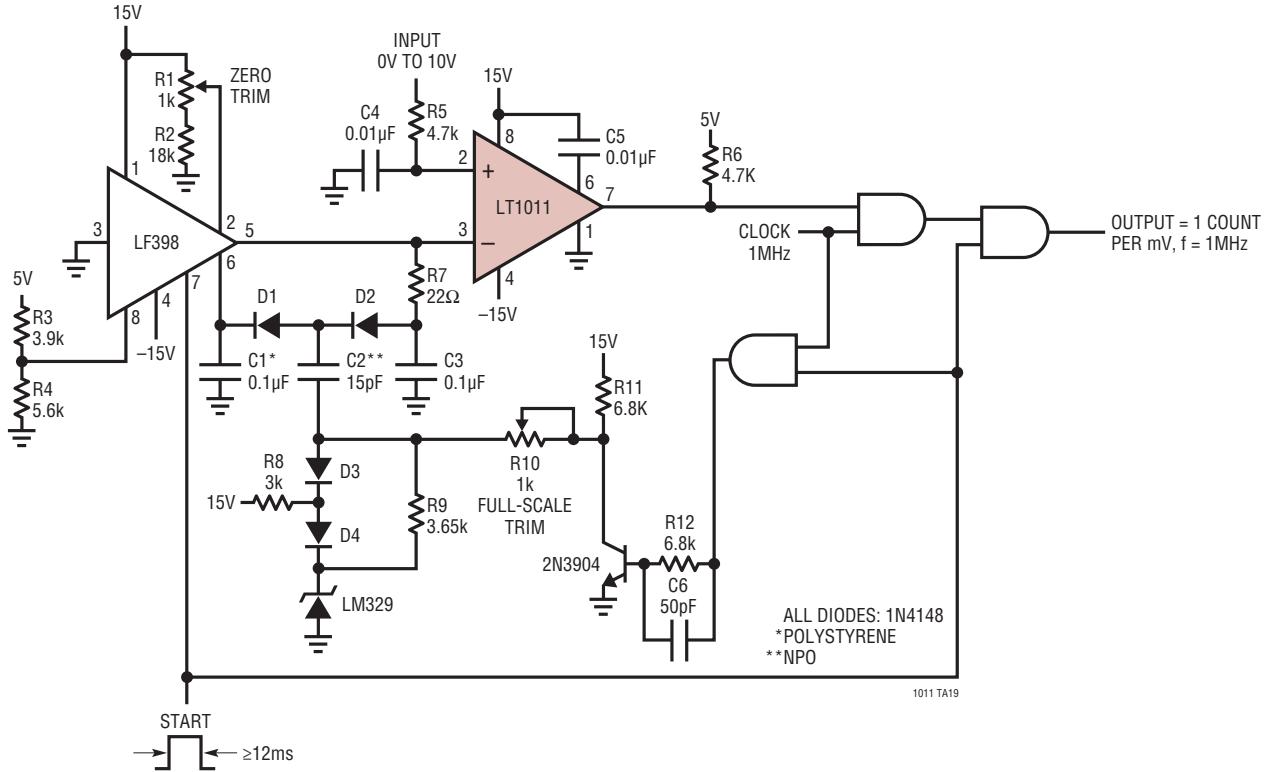 15V
R1
1k
ZERO
TRIM
R2
18k
1
2
3
LF398
5
6
7
4
8
–15V
5V
R3
3.9k
R4
5.6k
INPUT
0V TO 10V
C4
0.01µF
R5
4.7k
15V
8
C5
0.01µF
2
+
LT1011
6
7
3
–
1
4
–15V
5V
R6
4.7K
CLOCK
1MHz
OUTPUT = 1 COUNT
PER mV, f = 1MHz
R7
22Ω
D1
D2
C1*
0.1µF
C2**
15pF
C3
0.1µF
15V
R11
6.8K
R10
1k
FULL-SCALE
TRIM
R8
3k
15V
D3
D4
R9
3.65k
LM329
2N3904
R12
6.8k
C6
50pF
ALL DIODES: 1N4148
*POLYSTYRENE
**NPO
1011 TA19
START
≥12ms